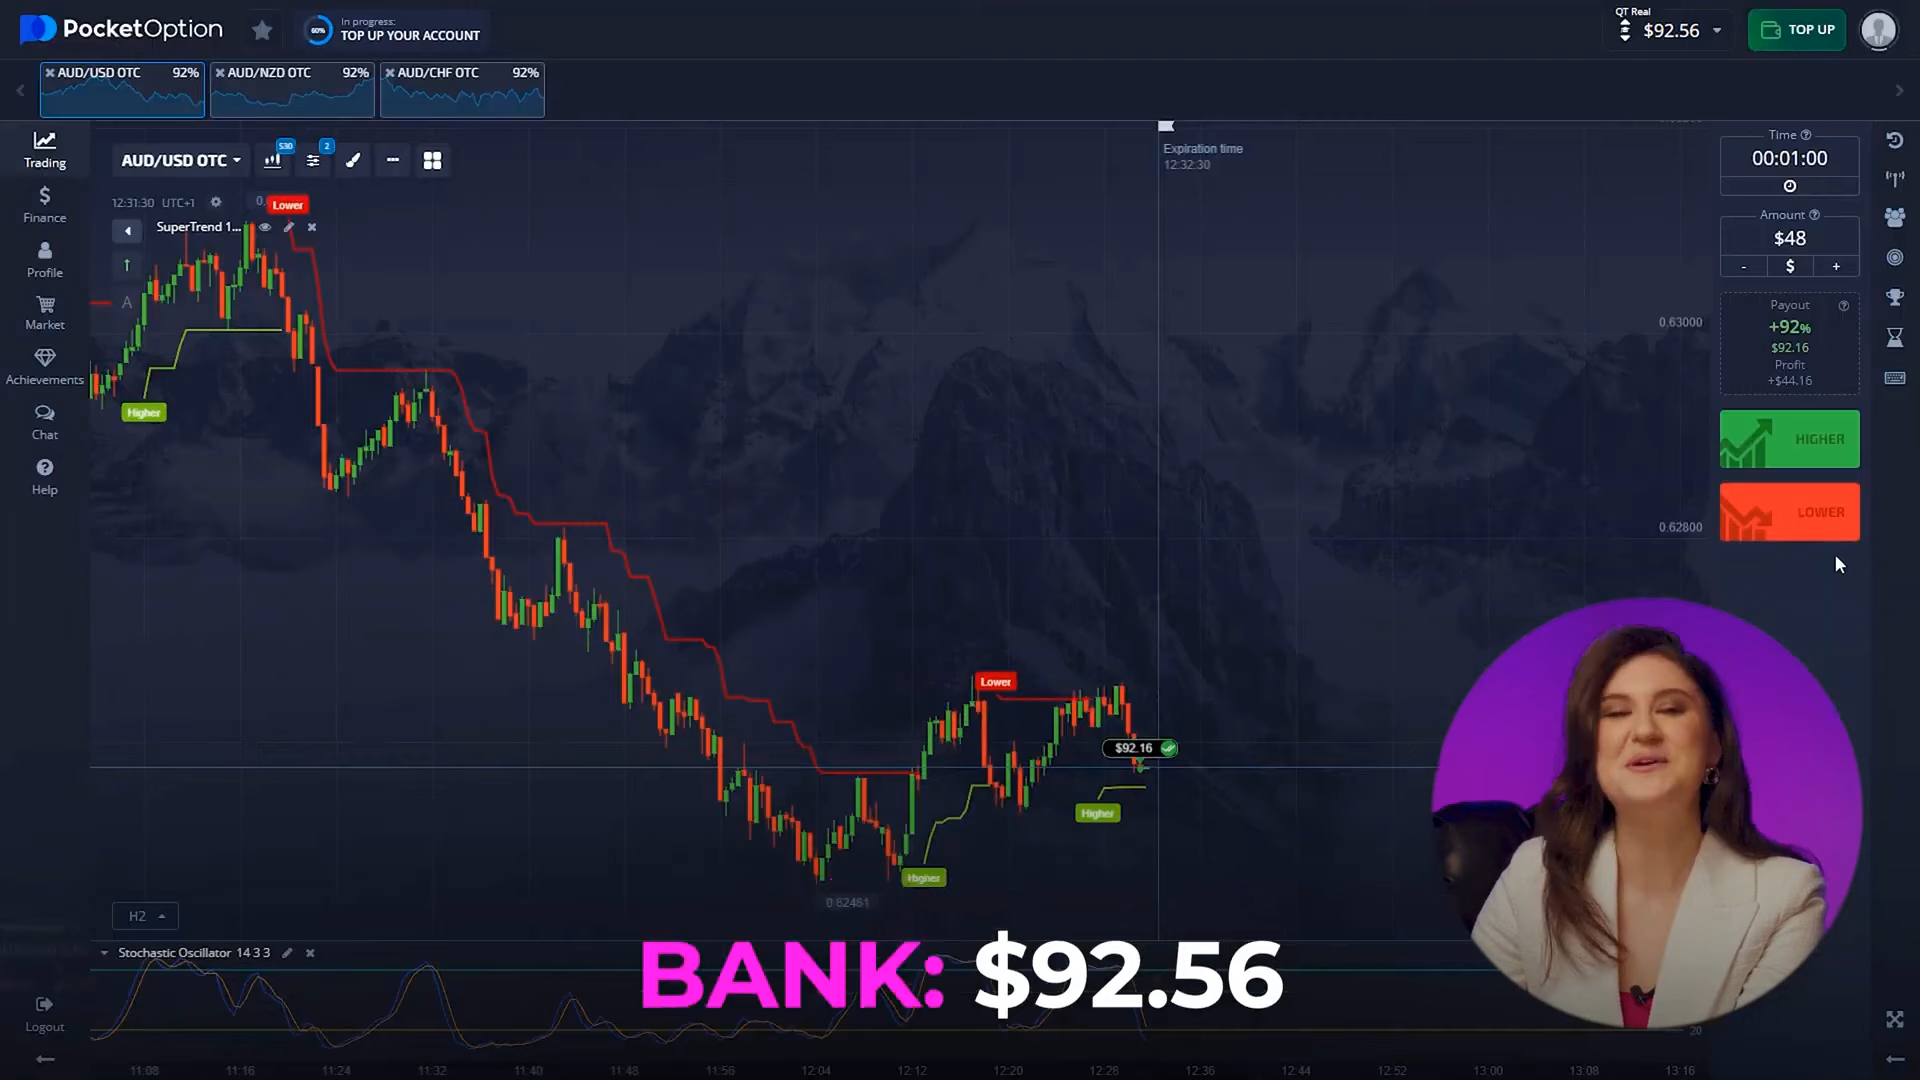 PocketOption
60%
In progress:
TOP UP YOUR ACCOUNT
QT Real
$92.56
TOP UP
AUD/USD OTC 92%
AUD/NZD OTC 92%
AUD/CHF OTC 92%
Trading
Finance
Profile
Market
Achievements
Chat
Help
Logout
AUD/USD OTC
S30
2
12:31:30 UTC+1
Lower
SuperTrend 1...
A
Higher
Expiration time
12:32:30
0.63000
0.62800
Lower
$92.16
Higher
Higher
0.62461
H2
Stochastic Oscillator 14 3 3
20
11:08 11:16 11:24 11:32 11:40 11:48 11:56 12:04 12:12 12:20 12:28 12:36 12:44 12:52 13:00 13:08 13:16
Time
00:01:00
Amount
$48
- $ +
Payout
+92%
$92.16
Profit
+$44.16
HIGHER
LOWER
BANK: $92.56